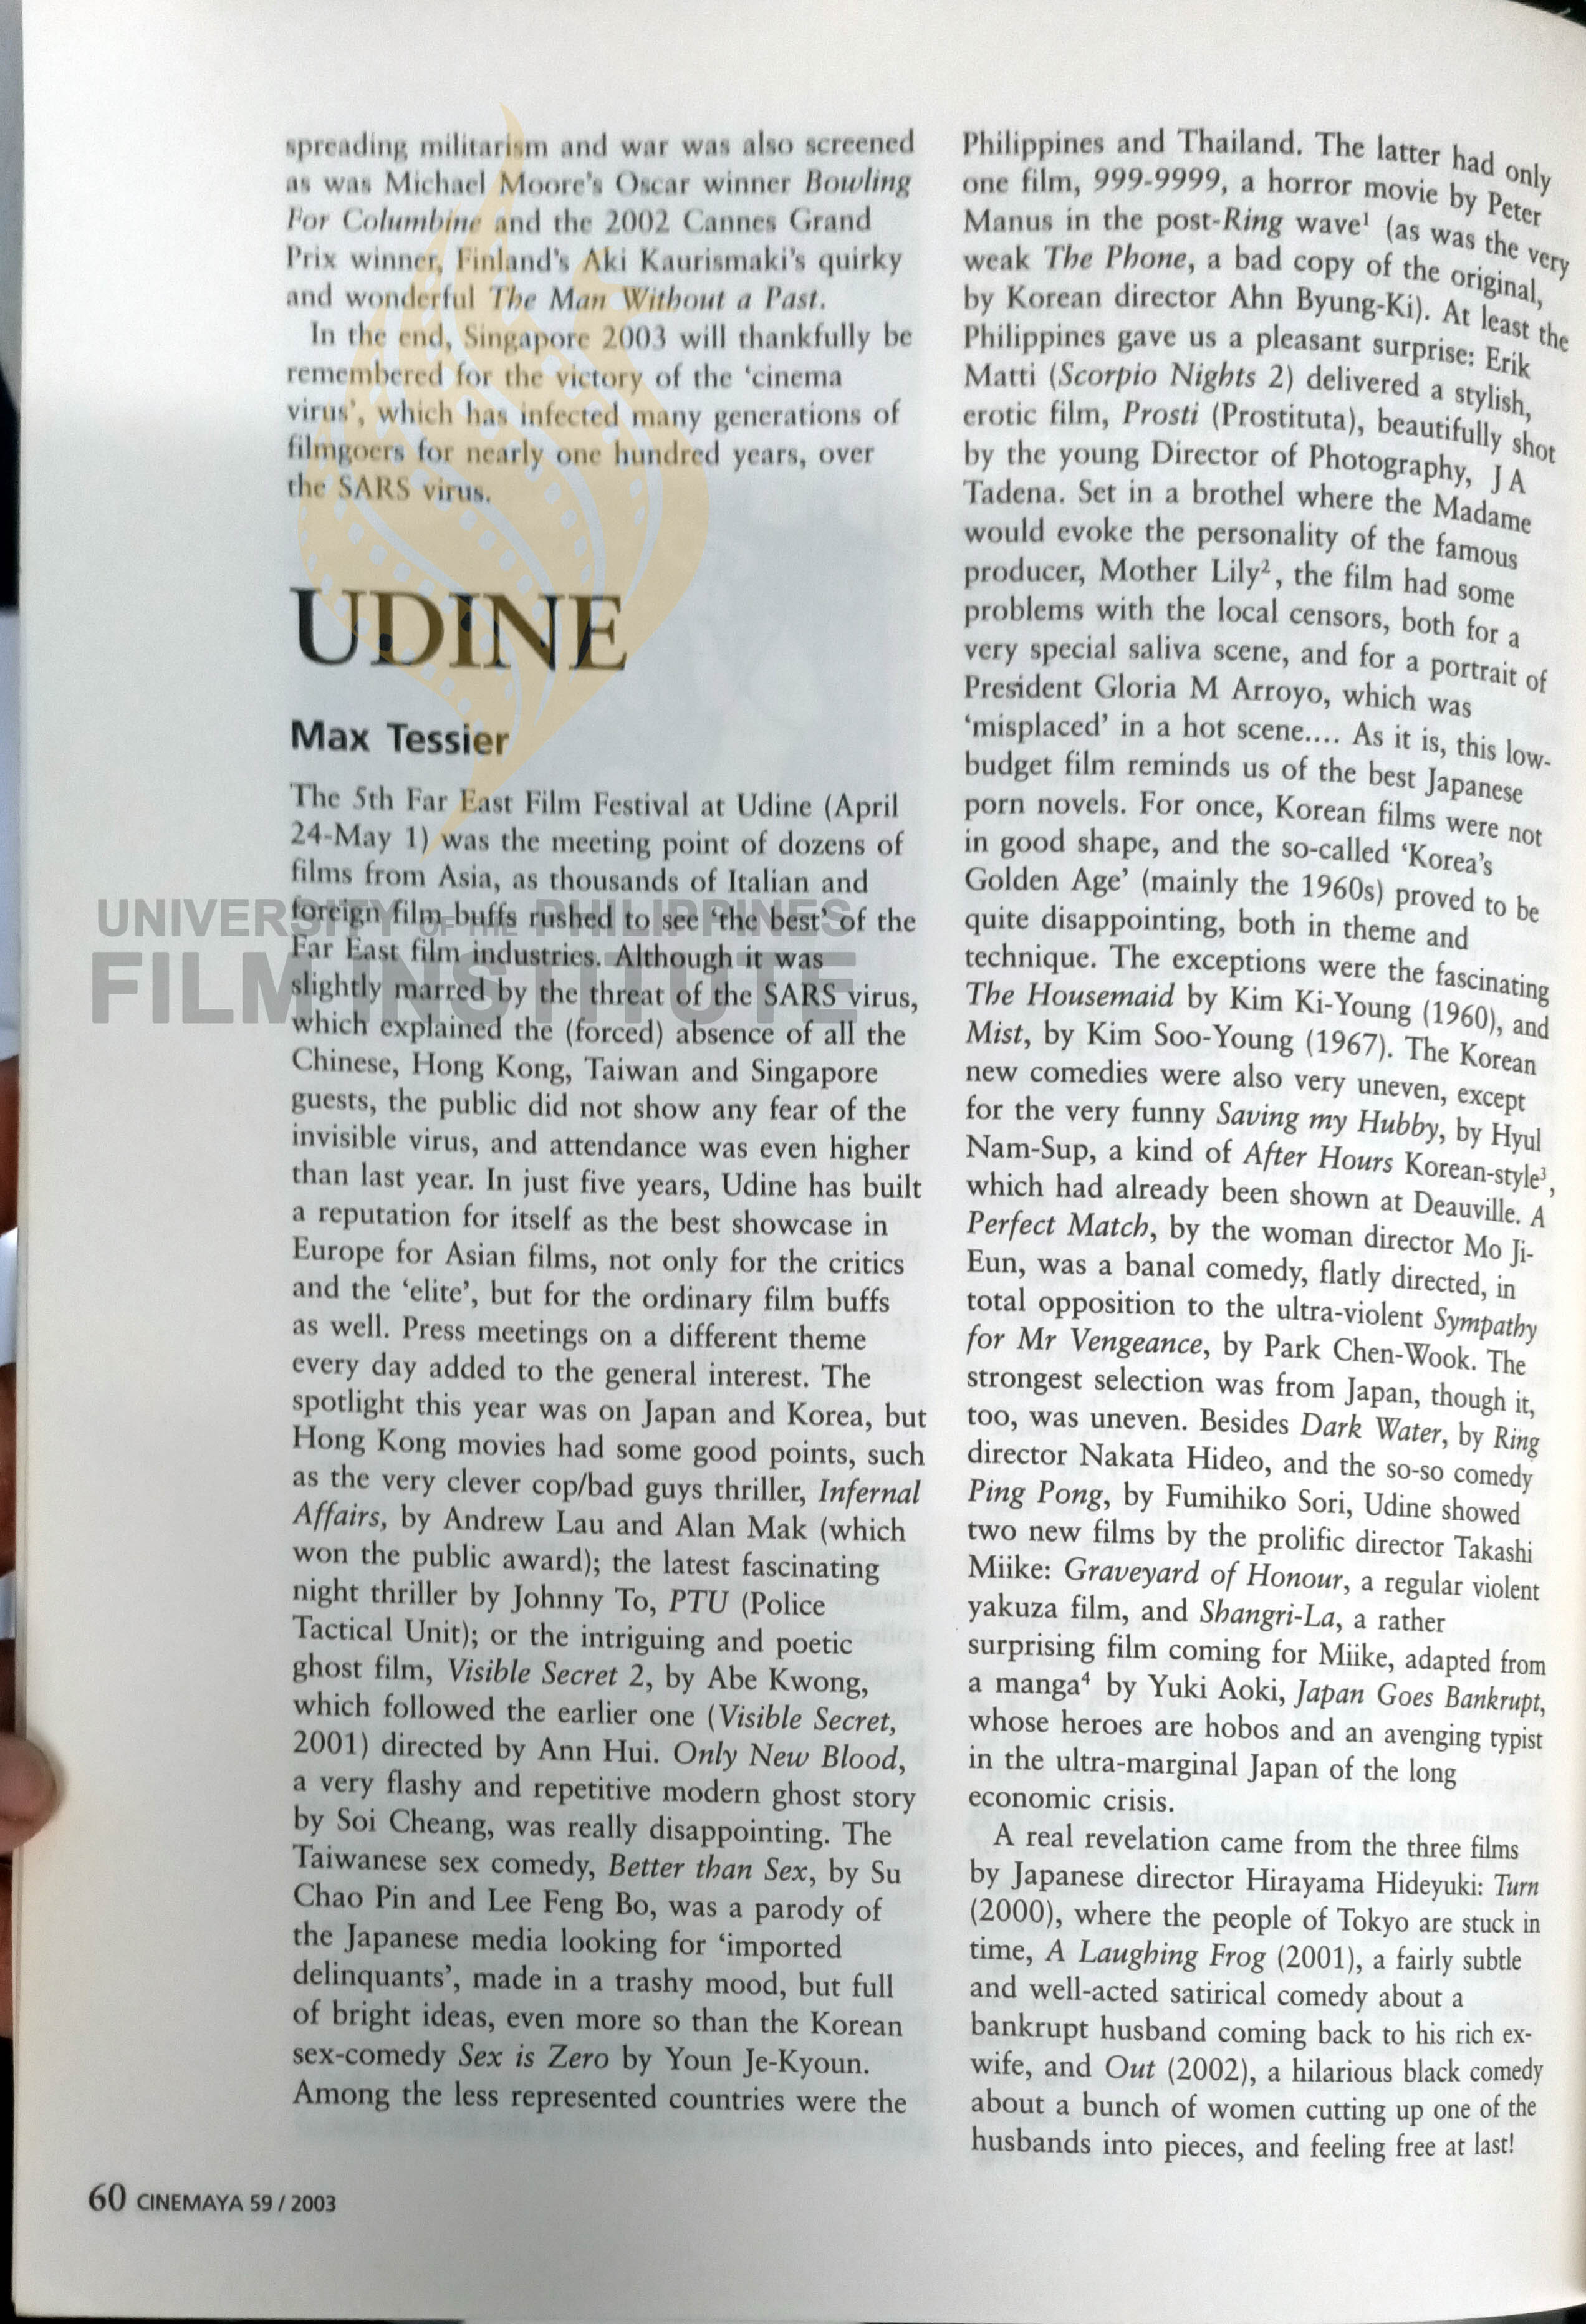 spreading militarism and war was also screened
as was Michael Moore's Oscar winner Bowling
For Columbine and the 2002 Cannes Grand
Prix winner, Finland's Aki Kaurismaki's quirky
and wonderful The Man Without a Past.
In the end, Singapore 2003 will thankfully be
remembered for the victory of the 'cinema
virus', which has infected many generations of
filmgoers for nearly one hundred years, over
the SARS virus.
UDINE
Max Tessier
The 5th Far East Film Festival at Udine (April
24-May 1) was the meeting point of dozens of
films from Asia, as thousands of Italian and
foreign film buffs rushed to see 'the best' of the
Far East film industries. Although it was
slightly marred by the threat of the SARS virus,
which explained the (forced) absence of all the
Chinese, Hong Kong, Taiwan and Singapore
guests, the public did not show any fear of the
invisible virus, and attendance was even higher
than last year. In just five years, Udine has built
a reputation for itself as the best showcase in
Europe for Asian films, not only for the critics
and the 'elite', but for the ordinary film buffs
as well. Press meetings on a different theme
every day added to the general interest. The
spotlight this year was on Japan and Korea, but
Hong Kong movies had some good points, such
as the very clever cop/bad guys thriller, Infernal
Affairs, by Andrew Lau and Alan Mak (which
won the public award); the latest fascinating
night thriller by Johnny To, PTU (Police
Tactical Unit); or the intriguing and poetic
ghost film, Visible Secret 2, by Abe Kwong,
which followed the earlier one (Visible Secret,
2001) directed by Ann Hui. Only New Blood,
a very flashy and repetitive modern ghost story
by Soi Cheang, was really disappointing. The
Taiwanese sex comedy, Better than Sex, by Su
Chao Pin and Lee Feng Bo, was a parody of
the Japanese media looking for 'imported
delinquants', made in a trashy mood, but full
of bright ideas, even more so than the Korean
sex-comedy Sex is Zero by Youn Je-Kyoun.
Among the less represented countries were the
Philippines and Thailand. The latter had only
one film, 999-9999, a horror movie by Peter
Manus in the post-Ring wave¹ (as was the very
weak The Phone, a bad copy of the original,
by Korean director Ahn Byung-Ki). At least the
Philippines gave us a pleasant surprise: Erik
Matti (Scorpio Nights 2) delivered a stylish,
erotic film, Prosti (Prostituta), beautifully shot
by the young Director of Photography, J A
Tadena. Set in a brothel where the Madame
would evoke the personality of the famous
producer, Mother Lily², the film had some
problems with the local censors, both for a
very special saliva scene, and for a portrait of
President Gloria M Arroyo, which was
'misplaced' in a hot scene.... As it is, this low-
budget film reminds us of the best Japanese
porn novels. For once, Korean films were not
in good shape, and the so-called 'Korea's
Golden Age' (mainly the 1960s) proved to be
quite disappointing, both in theme and
technique. The exceptions were the fascinating
The Housemaid by Kim Ki-Young (1960), and
Mist, by Kim Soo-Young (1967). The Korean
new comedies were also very uneven, except
for the very funny Saving my Hubby, by Hyul
Nam-Sup, a kind of After Hours Korean-style³,
which had already been shown at Deauville. A
Perfect Match, by the woman director Mo Ji-
Eun, was a banal comedy, flatly directed, in
total opposition to the ultra-violent Sympathy
for Mr Vengeance, by Park Chen-Wook. The
strongest selection was from Japan, though it,
too, was uneven. Besides Dark Water, by Ring
director Nakata Hideo, and the so-so comedy
Ping Pong, by Fumihiko Sori, Udine showed
two new films by the prolific director Takashi
Miike: Graveyard of Honour, a regular violent
yakuza film, and Shangri-La, a rather
surprising film coming for Miike, adapted from
a manga⁴ by Yuki Aoki, Japan Goes Bankrupt,
whose heroes are hobos and an avenging typist
in the ultra-marginal Japan of the long
economic crisis.
A real revelation came from the three films
by Japanese director Hirayama Hideyuki: Turn
(2000), where the people of Tokyo are stuck in
time, A Laughing Frog (2001), a fairly subtle
and well-acted satirical comedy about a
bankrupt husband coming back to his rich ex-
wife, and Out (2002), a hilarious black comedy
about a bunch of women cutting up one of the
husbands into pieces, and feeling free at last!
60 CINEMAYA 59 / 2003
UNIVERSITY OF THE PHILIPPINES
FILM INSTITUTE